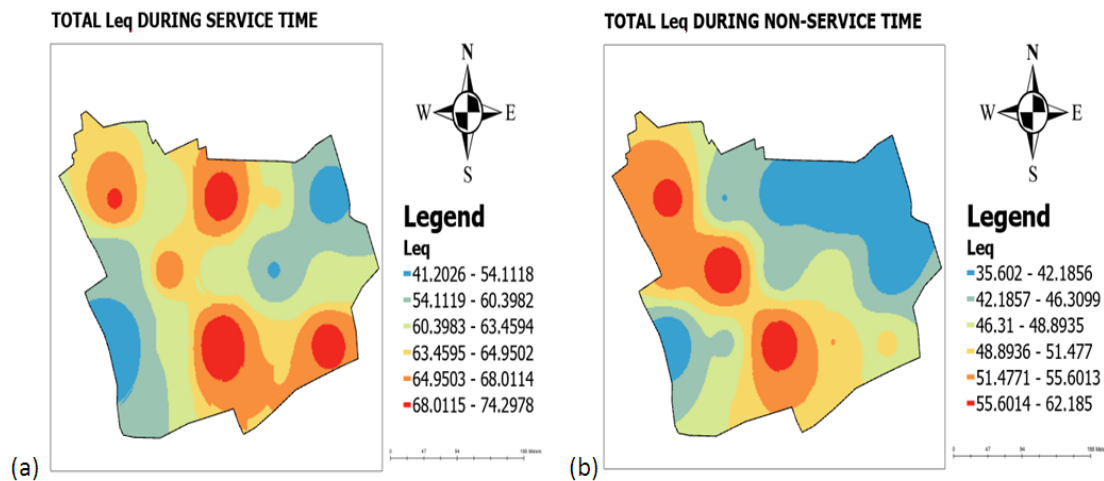 TOTAL Leq DURING SERVICE TIME
N
W E
S
Legend
Leq
41.2026 - 54.1118
54.1119 - 60.3982
60.3983 - 63.4594
63.4595 - 64.9502
64.9503 - 68.0114
68.0115 - 74.2978
(a)
TOTAL Leq DURING NON-SERVICE TIME
N
W E
S
Legend
Leq
35.602 - 42.1856
42.1857 - 46.3099
46.31 - 48.8935
48.8936 - 51.477
51.4771 - 55.6013
55.6014 - 62.185
(b)